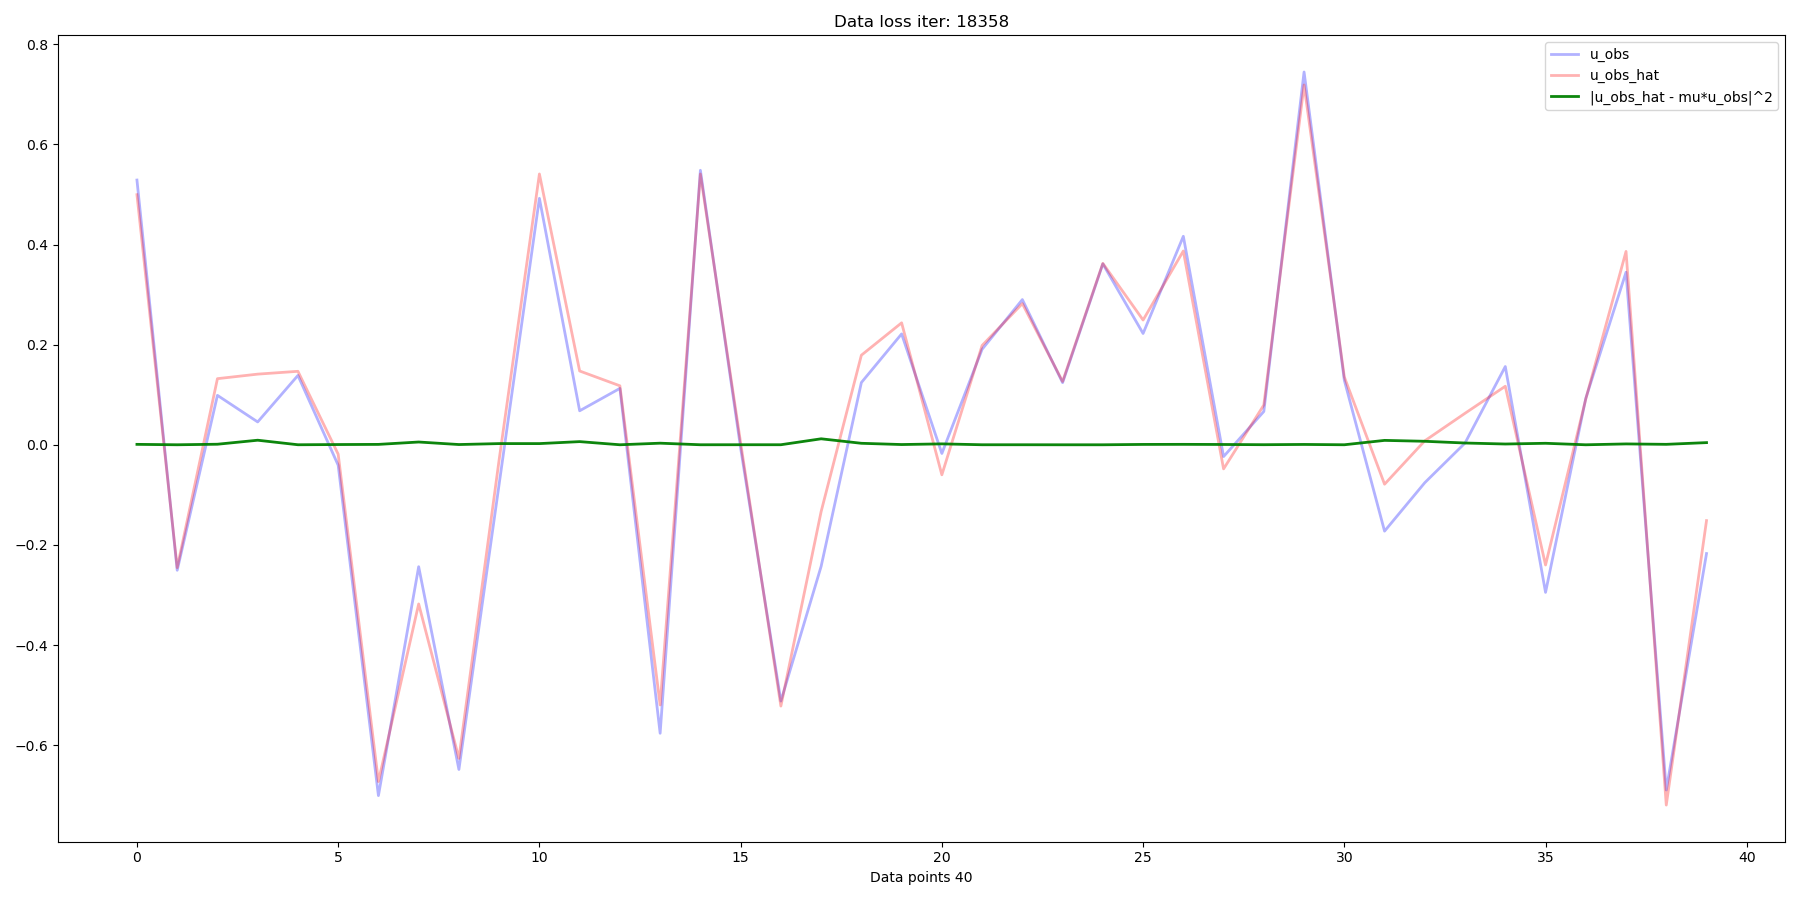 Data loss iter: 18358
u_obs
u_obs_hat
|u_obs_hat - mu*u_obs|^2
0.8
0.6
0.4
0.2
0.0
−0.2
−0.4
−0.6
0 5 10 15 20 25 30 35 40
Data points 40